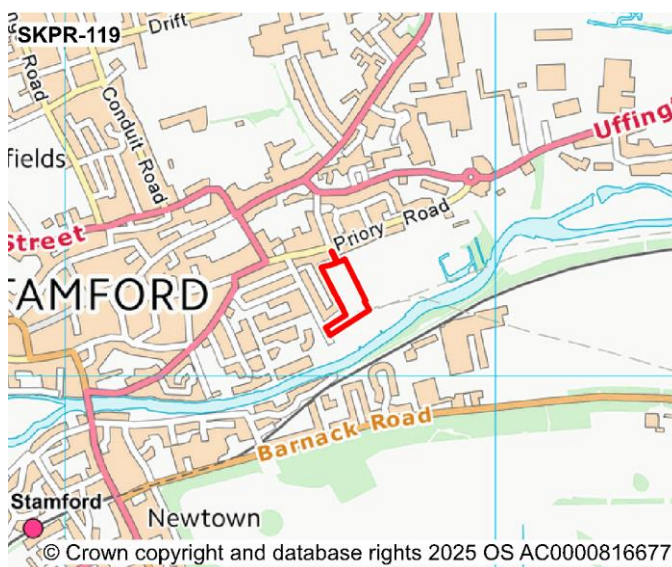 SKPR-119
Road
Drift
Conduit Road
fields
Street
Uffing
Priory Road
TAMFORD
Barnack Road
Stamford
Newtown
© Crown copyright and database rights 2025 OS AC0000816677